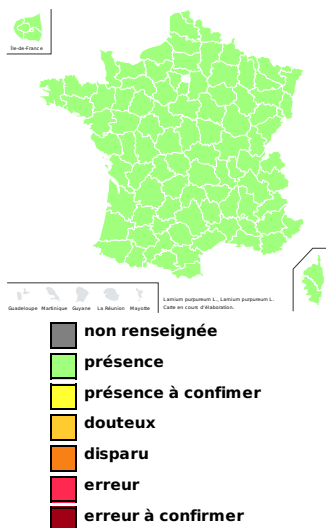 Île-de-France
Guadeloupe Martinique Guyane La Réunion Mayotte
Lamium purpureum L., Lamium purpureum L.
Carte en cours d'élaboration.
non renseignée
présence
présence à confimer
douteux
disparu
erreur
erreur à confirmer